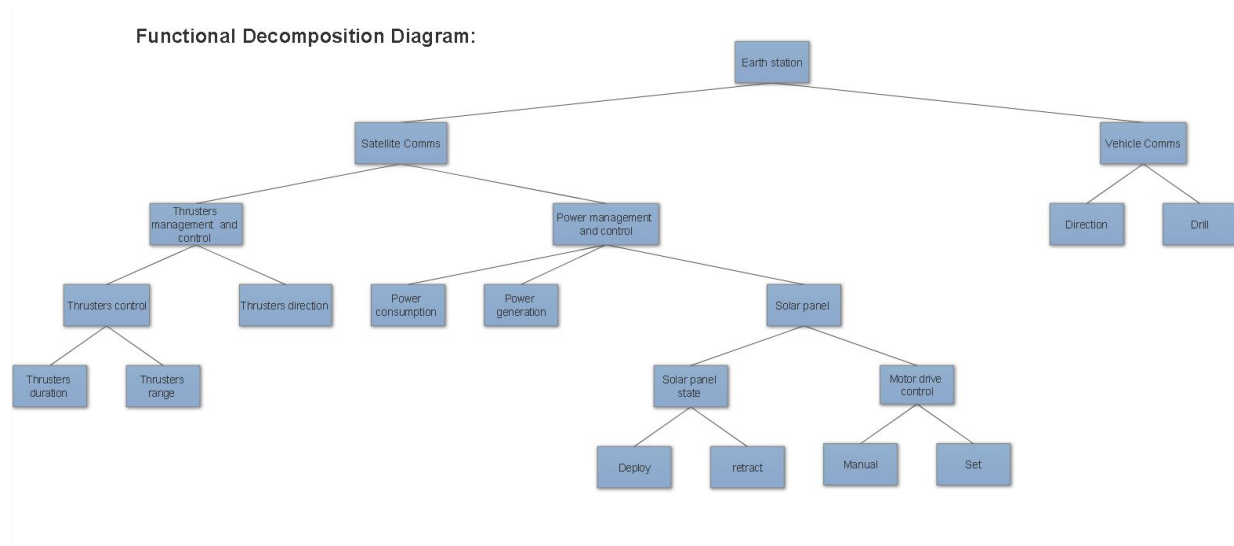 Functional Decomposition Diagram:
Earth station
Satellite Comms
Vehicle Comms
Thrusters
management and
control
Power management
and control
Direction
Drill
Thrusters control
Thrusters direction
Power
consumption
Power
generation
Solar panel
Thrusters
duration
Thrusters
range
Solar panel
state
Motor drive
control
Deploy
retract
Manual
Set